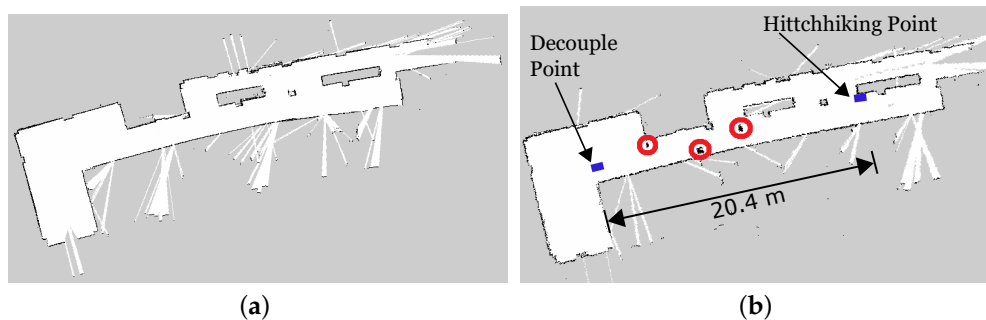 Hittchhiking Point
Decouple
Point
20.4 m
(a)
(b)